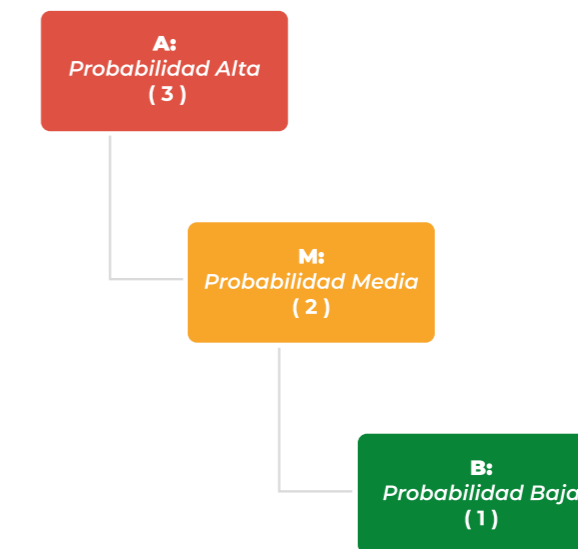 A:
Probabilidad Alta
( 3 )
M:
Probabilidad Media
( 2 )
B:
Probabilidad Baja
( 1 )